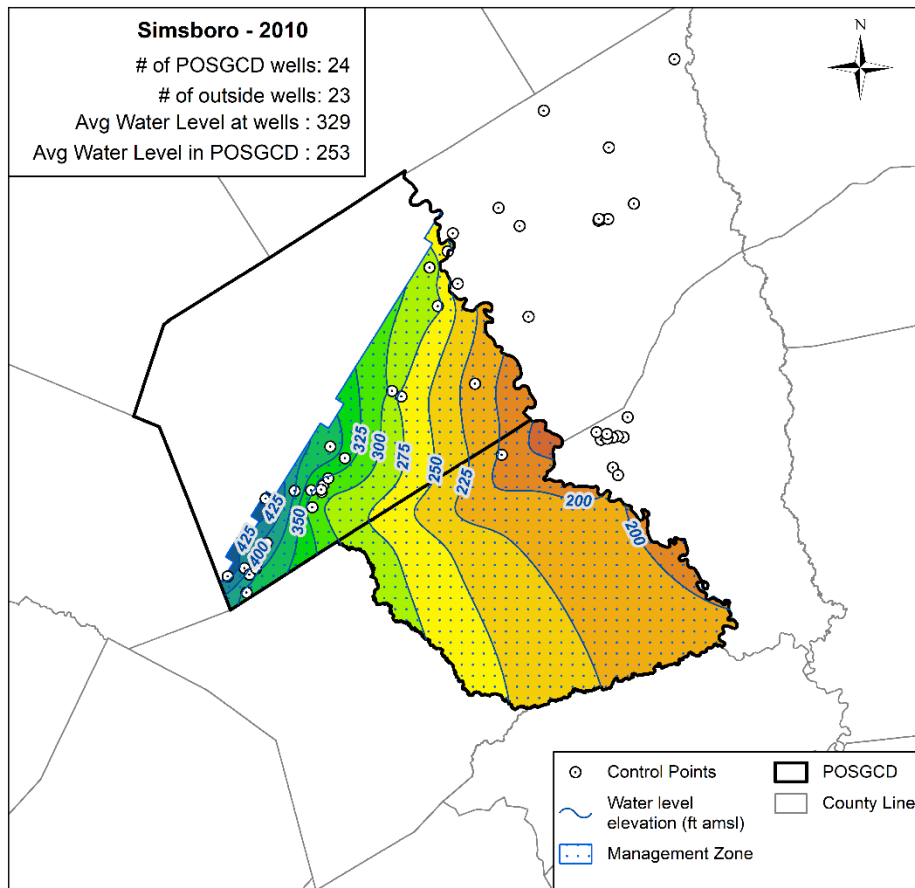 Simsboro - 2010
# of POSGCD wells: 24
# of outside wells: 23
Avg Water Level at wells : 329
Avg Water Level in POSGCD : 253
N
325
300
275
250
225
425
425
400
350
200
200
Control Points
POSGCD
Water level
elevation (ft amsl)
County Line
Management Zone